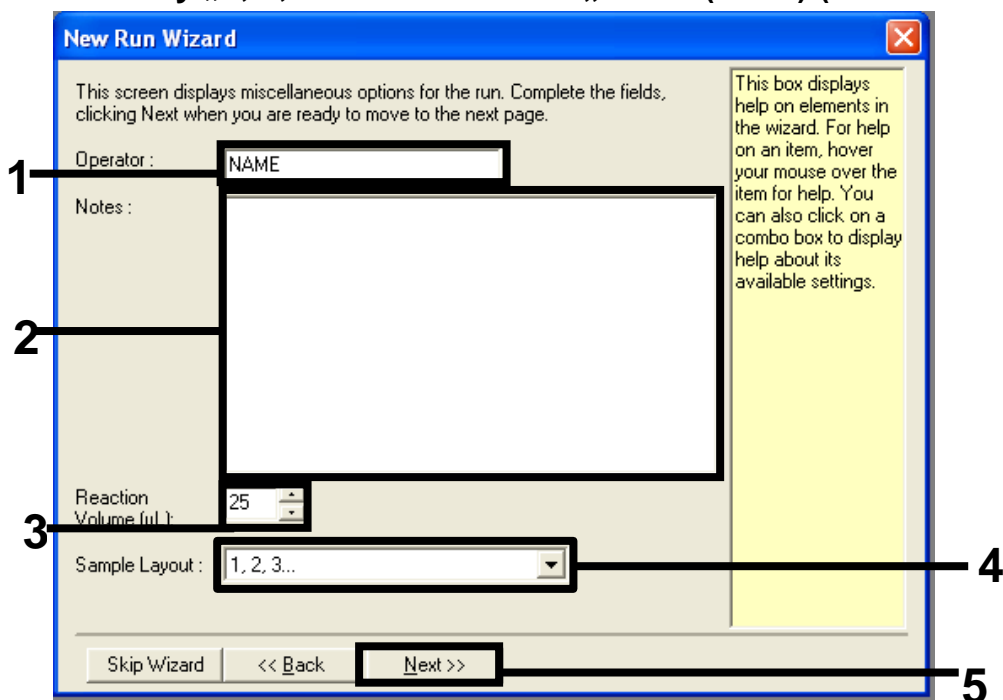 New Run Wizard
This screen displays miscellaneous options for the run. Complete the fields,
clicking Next when you are ready to move to the next page.
This box displays
help on elements in
the wizard. For help
on an item, hover
your mouse over the
item for help. You
can also click on a
combo box to display
help about its
available settings.
1
Operator :
NAME
Notes :
2
Reaction
Volume (µL):
25
3
Sample Layout :
1, 2, 3...
4
Skip Wizard
<< Back
Next >>
5